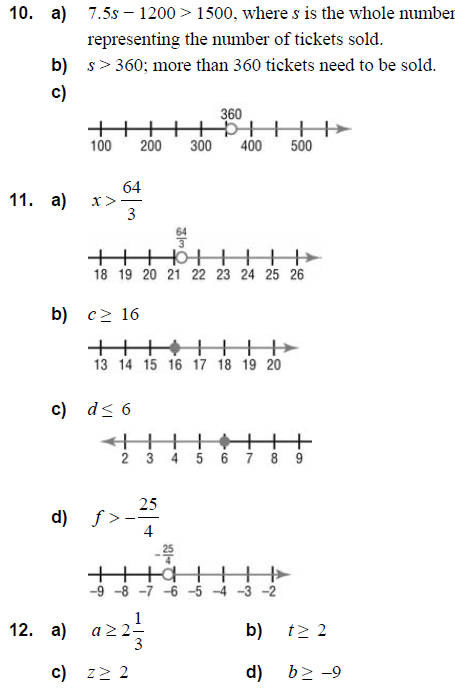 10. a) 7.5s – 1200 > 1500, where s is the whole number
representing the number of tickets sold.
b) s > 360; more than 360 tickets need to be sold.
c)
360
100 200 300 400 500
11. a) x > 64/3
64/3
18 19 20 21 22 23 24 25 26
b) c ≥ 16
13 14 15 16 17 18 19 20
c) d ≤ 6
2 3 4 5 6 7 8 9
d) f > –25/4
–25/4
–9 –8 –7 –6 –5 –4 –3 –2
12. a) a ≥ 2 1/3 b) t ≥ 2
c) z ≥ 2 d) b ≥ –9